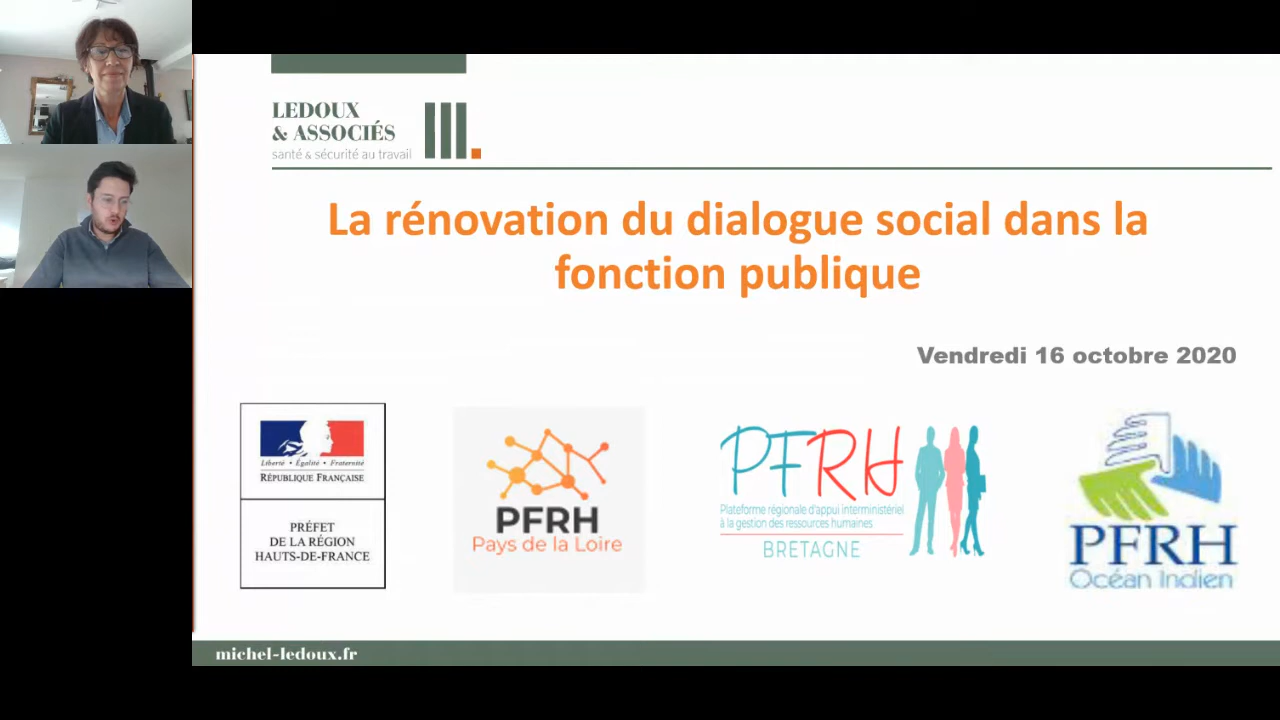 LEDOUX
& ASSOCIÉS
santé & sécurité au travail
La rénovation du dialogue social dans la
fonction publique
Vendredi 16 octobre 2020
Liberté • Égalité • Fraternité
RÉPUBLIQUE FRANÇAISE
PRÉFET
DE LA RÉGION
HAUTS-DE-FRANCE
PFRH
Pays de la Loire
PFRH
Plateforme régionale d'appui interministériel
à la gestion des ressources humaines
BRETAGNE
PFRH
Océan Indien
michel-ledoux.fr